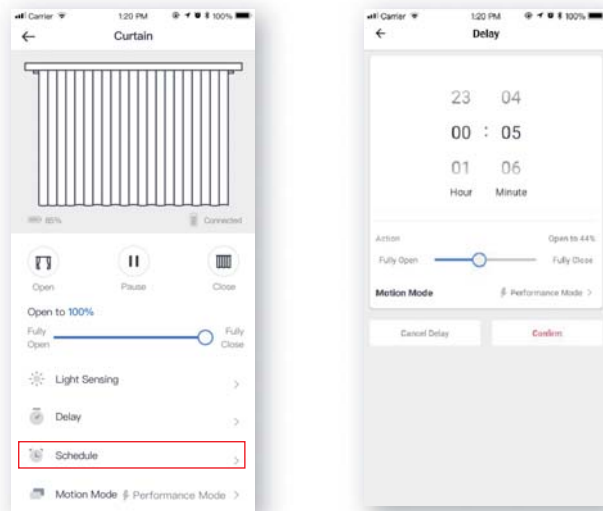 Carrier 1:20 PM 100%
Curtain
85% Connected
Open Pause Close
Open to 100%
Fully Open Fully Close
Light Sensing
Delay
Schedule
Motion Mode Performance Mode
Carrier 1:20 PM 100%
Delay
23 04
00 : 05
01 06
Hour Minute
Action Open to 44%
Fully Open Fully Close
Motion Mode Performance Mode
Cancel Delay Confirm